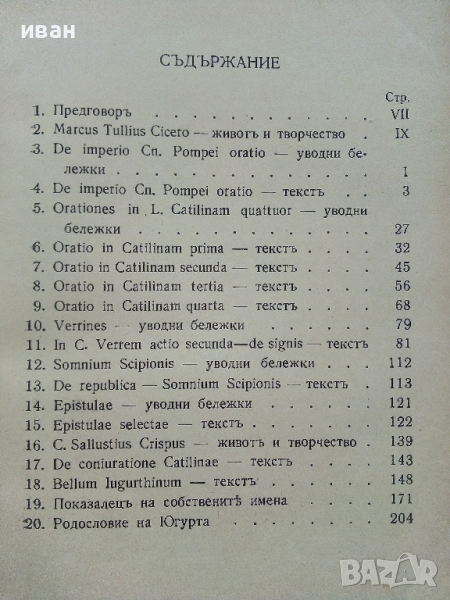 иван
СЪДЪРЖАНИЕ
Стр.
1. Предговоръ . . . . . . . . . . . . VII
2. Marcus Tullius Cicero — животъ и творчество . IX
3. De imperio Cn. Pompei oratio — уводни бе-
лежки . . . . . . . . . . . . . . 1
4. De imperio Cn. Pompei oratio — текстъ . . 3
5. Orationes in L. Catilinam quattuor — уводни
бележки . . . . . . . . . . . . . 27
6. Oratio in Catilinam prima — текстъ . . . . 32
7. Oratio in Catilinam secunda — текстъ . . . 45
8. Oratio in Catilinam tertia — текстъ . . . . 56
9. Oratio in Catilinam quarta — текстъ . . . . 68
10. Verrines — уводни бележки . . . . . . 79
11. In C. Verrem actio secunda—de signis — текстъ 81
12. Somnium Scipionis — уводни бележки . . . 112
13. De republica — Somnium Scipionis — текстъ . 113
14. Epistulae — уводни бележки . . . . . . 121
15. Epistulae selectae — текстъ . . . . . . 122
16. C. Sallustius Crispus — животъ и творчество . 139
17. De coniuratione Catilinae — текстъ . . . . 143
18. Bellum Iugurthinum — текстъ . . . . . . 148
19. Показалецъ на собственитѣ имена . . . . 171
20. Родословие на Югурта . . . . . . . . 204
BAZAR